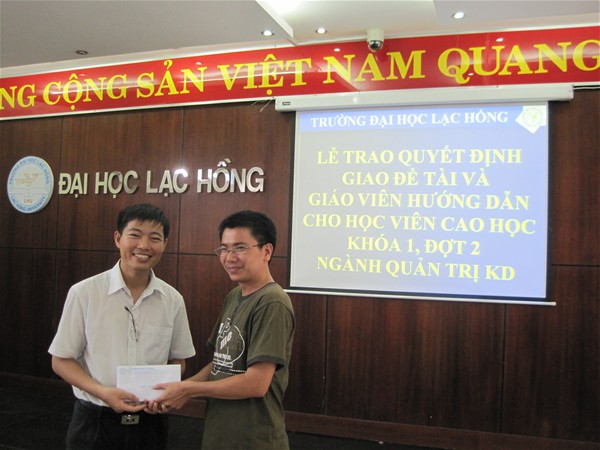 NG CỘNG SẢN VIỆT NAM QUANG
TRƯỜNG ĐẠI HỌC LẠC HỒNG
LỄ TRAO QUYẾT ĐỊNH
GIAO ĐỀ TÀI VÀ
GIÁO VIÊN HƯỚNG DẪN
CHO HỌC VIÊN CAO HỌC
KHÓA 1, ĐỢT 2
NGÀNH QUẢN TRỊ KD
ĐẠI HỌC LẠC HỒNG